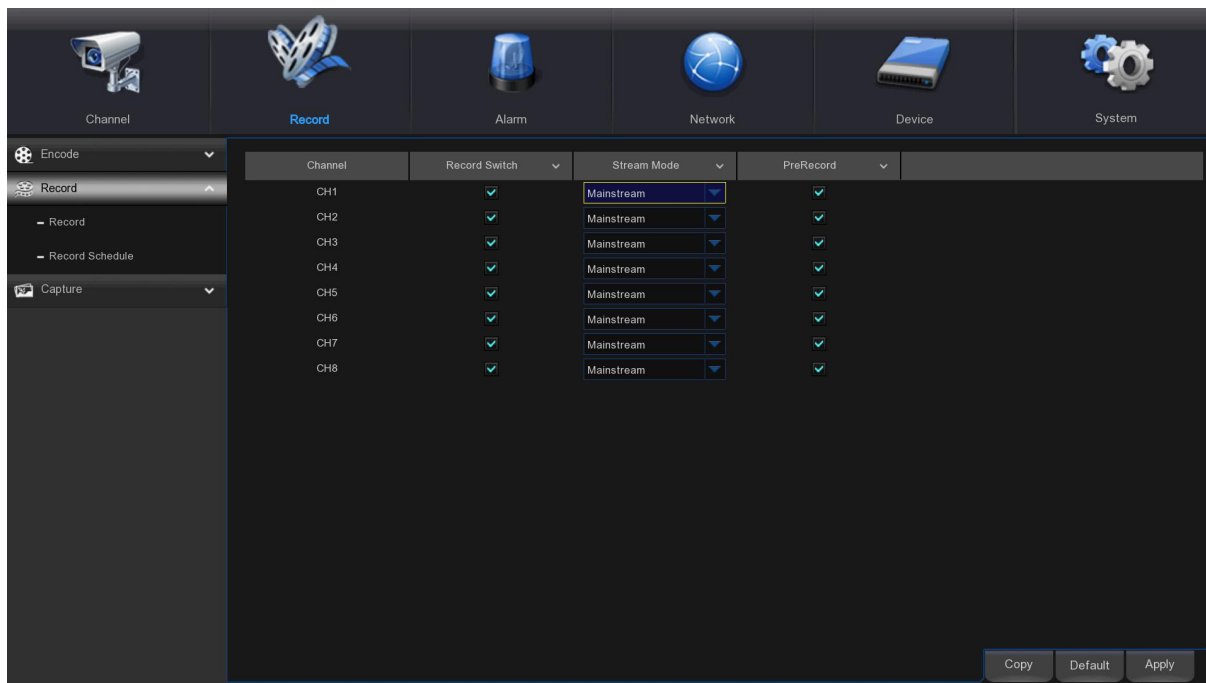 Channel Record Alarm Network Device System
Encode
Record
– Record
– Record Schedule
Capture
Channel Record Switch Stream Mode PreRecord
CH1 Mainstream
CH2 Mainstream
CH3 Mainstream
CH4 Mainstream
CH5 Mainstream
CH6 Mainstream
CH7 Mainstream
CH8 Mainstream
Copy Default Apply